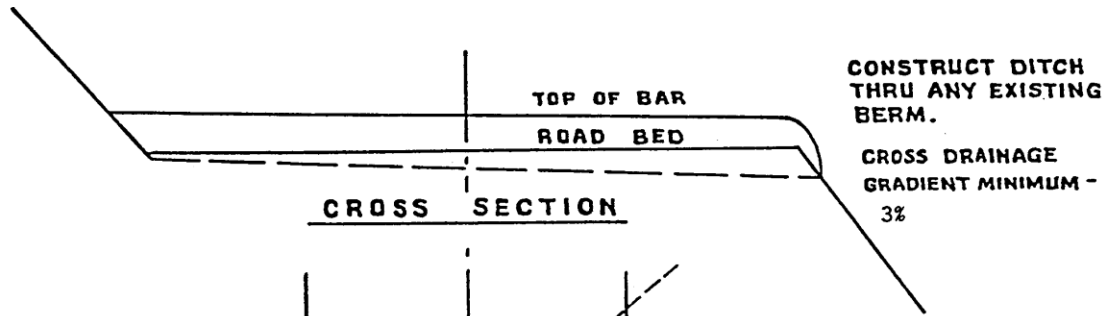 TOP OF BAR
ROAD BED
CROSS SECTION
CONSTRUCT DITCH
THRU ANY EXISTING
BERM.
CROSS DRAINAGE
GRADIENT MINIMUM -
3%